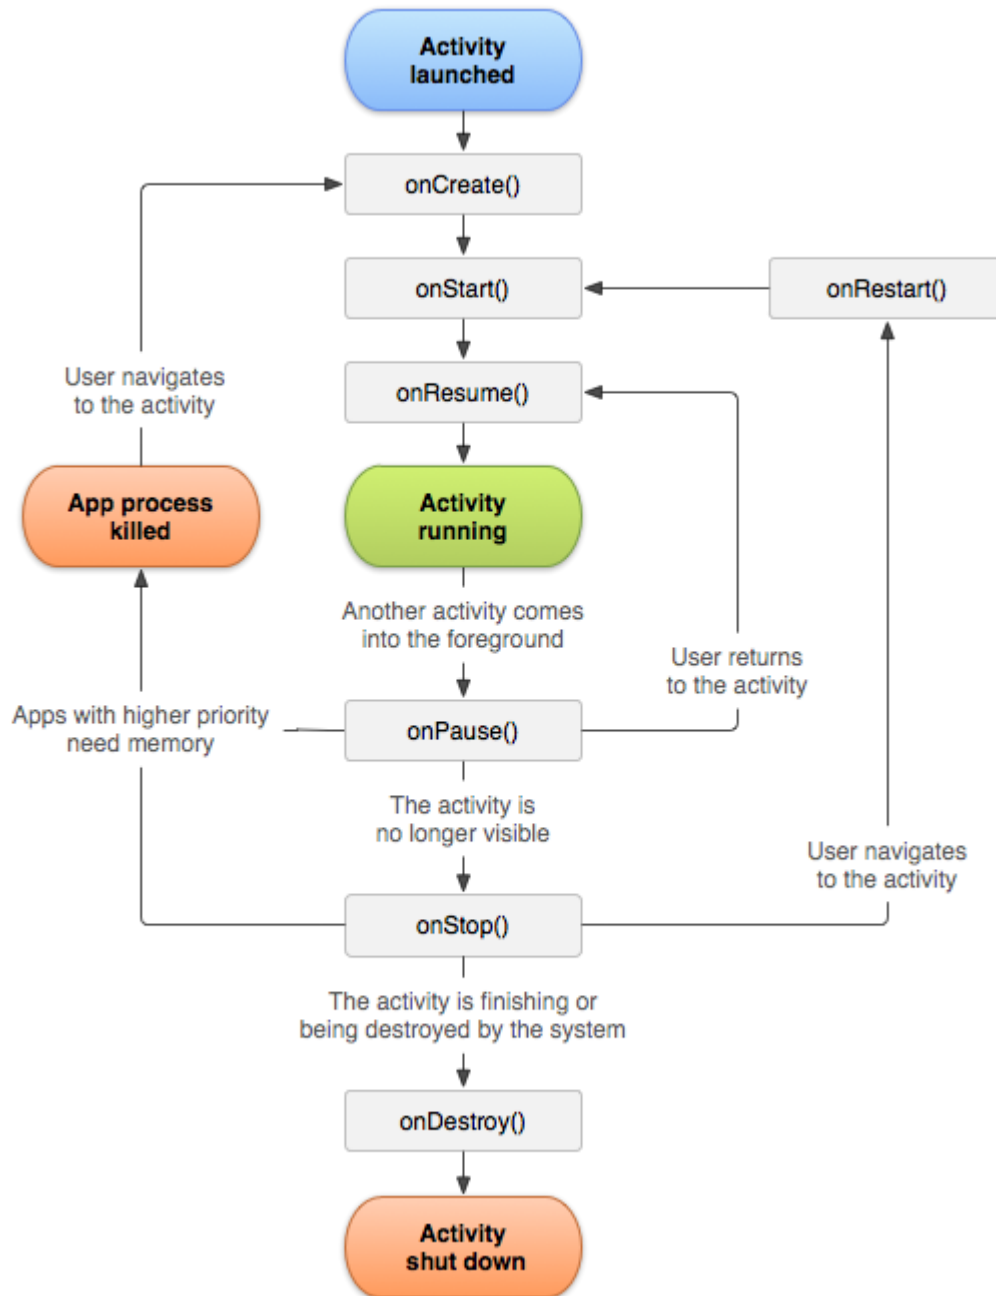 Activity
launched
onCreate()
onStart()
onRestart()
onResume()
User navigates
to the activity
App process
killed
Activity
running
Another activity comes
into the foreground
User returns
to the activity
Apps with higher priority
need memory
onPause()
The activity is
no longer visible
User navigates
to the activity
onStop()
The activity is finishing or
being destroyed by the system
onDestroy()
Activity
shut down